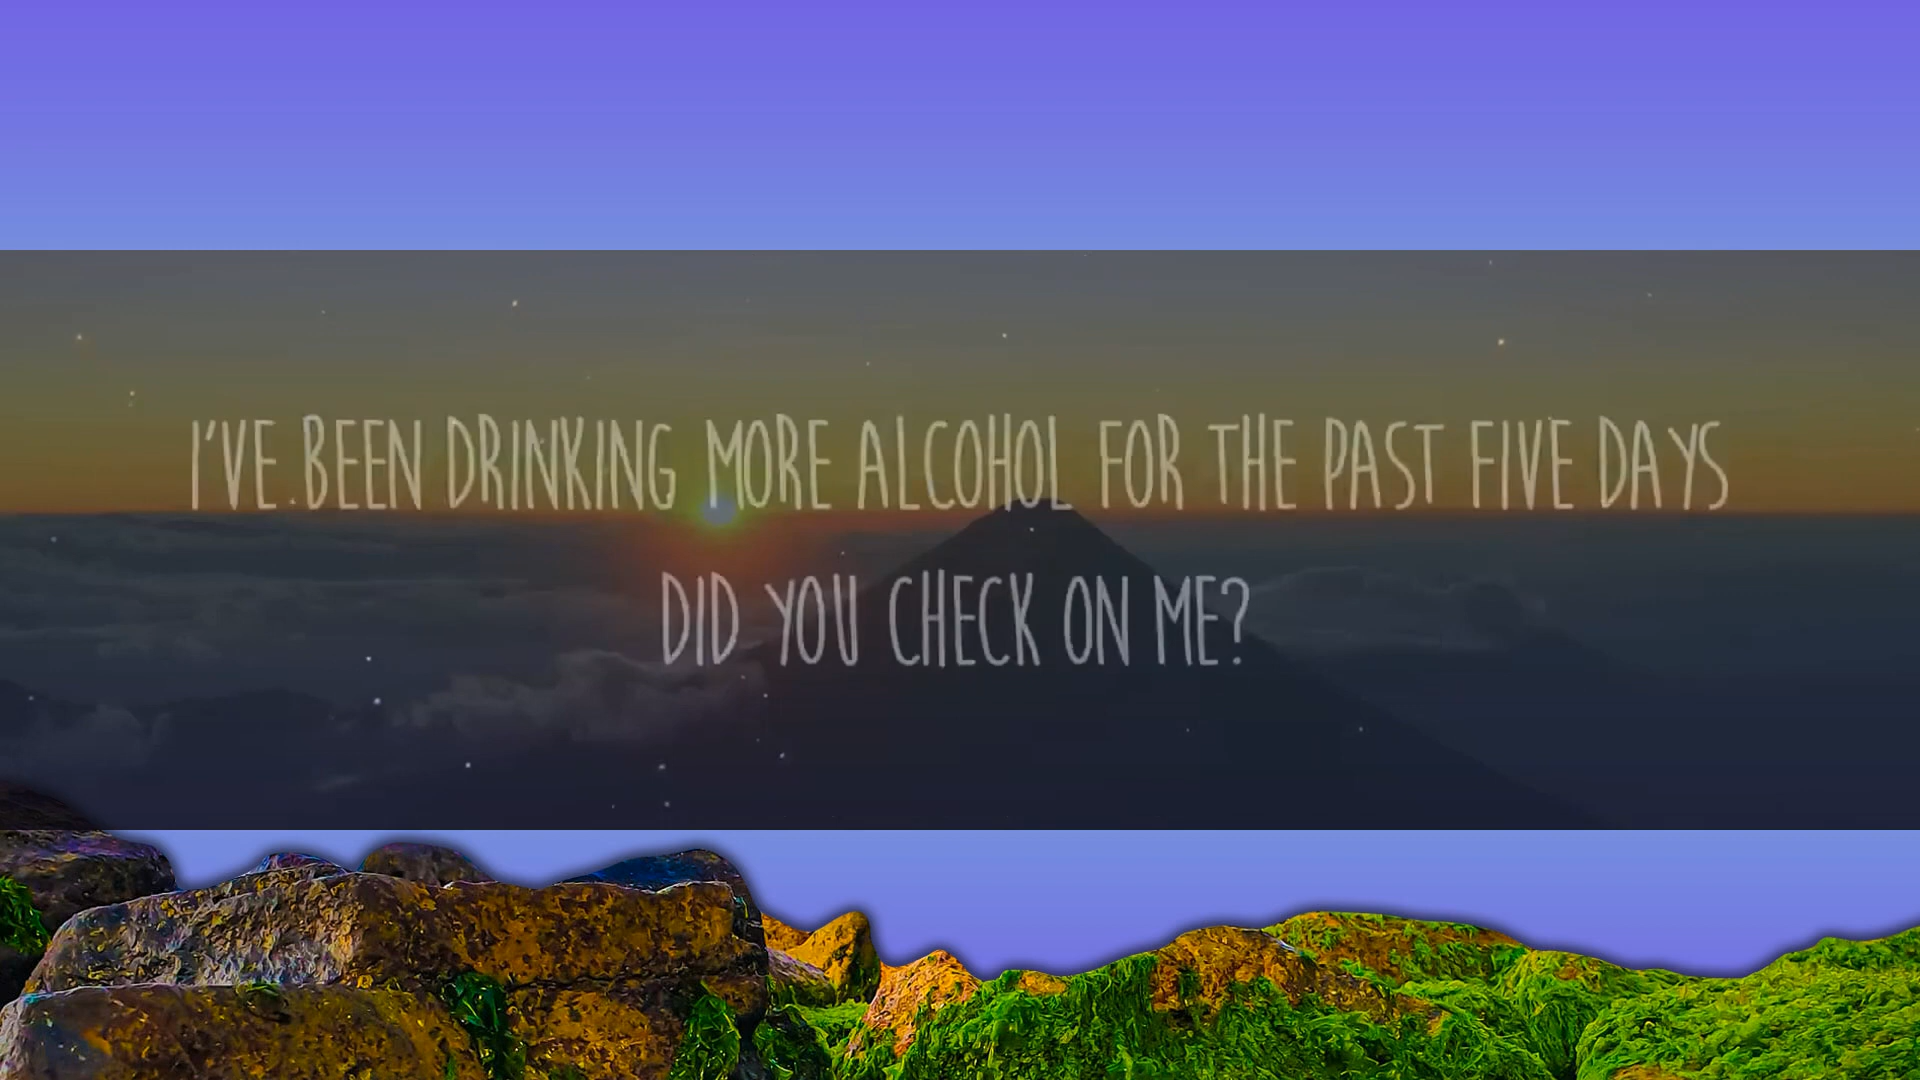 I'VE BEEN DRINKING MORE ALCOHOL FOR THE PAST FIVE DAYS
DID YOU CHECK ON ME?